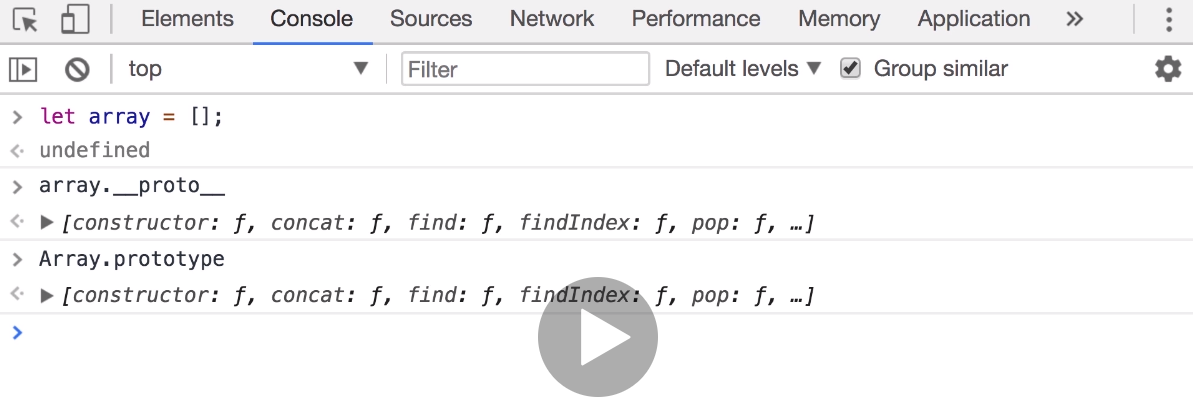 Elements Console Sources Network Performance Memory Application »
top Filter Default levels Group similar
> let array = [];
undefined
> array.__proto__
[constructor: ƒ, concat: ƒ, find: ƒ, findIndex: ƒ, pop: ƒ, …]
> Array.prototype
[constructor: ƒ, concat: ƒ, find: ƒ, findIndex: ƒ, pop: ƒ, …]
>